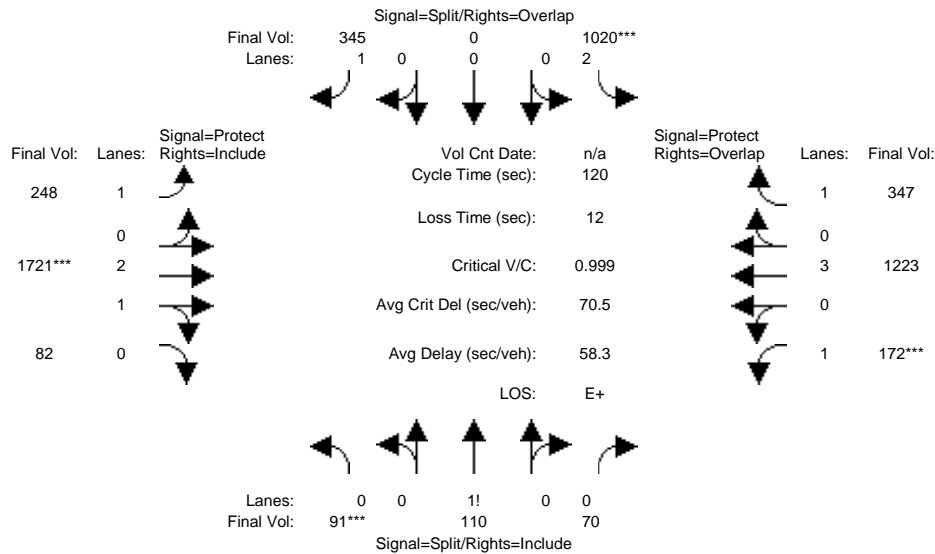 Signal=Split/Rights=Overlap
Final Vol: 345 0 1020***
Lanes: 1 0 0 0 2
Signal=Protect Signal=Protect
Final Vol: Lanes: Rights=Include Vol Cnt Date: n/a Rights=Overlap Lanes: Final Vol:
Cycle Time (sec): 120
248 1 1 347
Loss Time (sec): 12
0 0
1721*** 2 Critical V/C: 0.999 3 1223
1 Avg Crit Del (sec/veh): 70.5 0
82 0 Avg Delay (sec/veh): 58.3 1 172***
LOS: E+
Lanes: 0 0 1! 0 0
Final Vol: 91*** 110 70
Signal=Split/Rights=Include